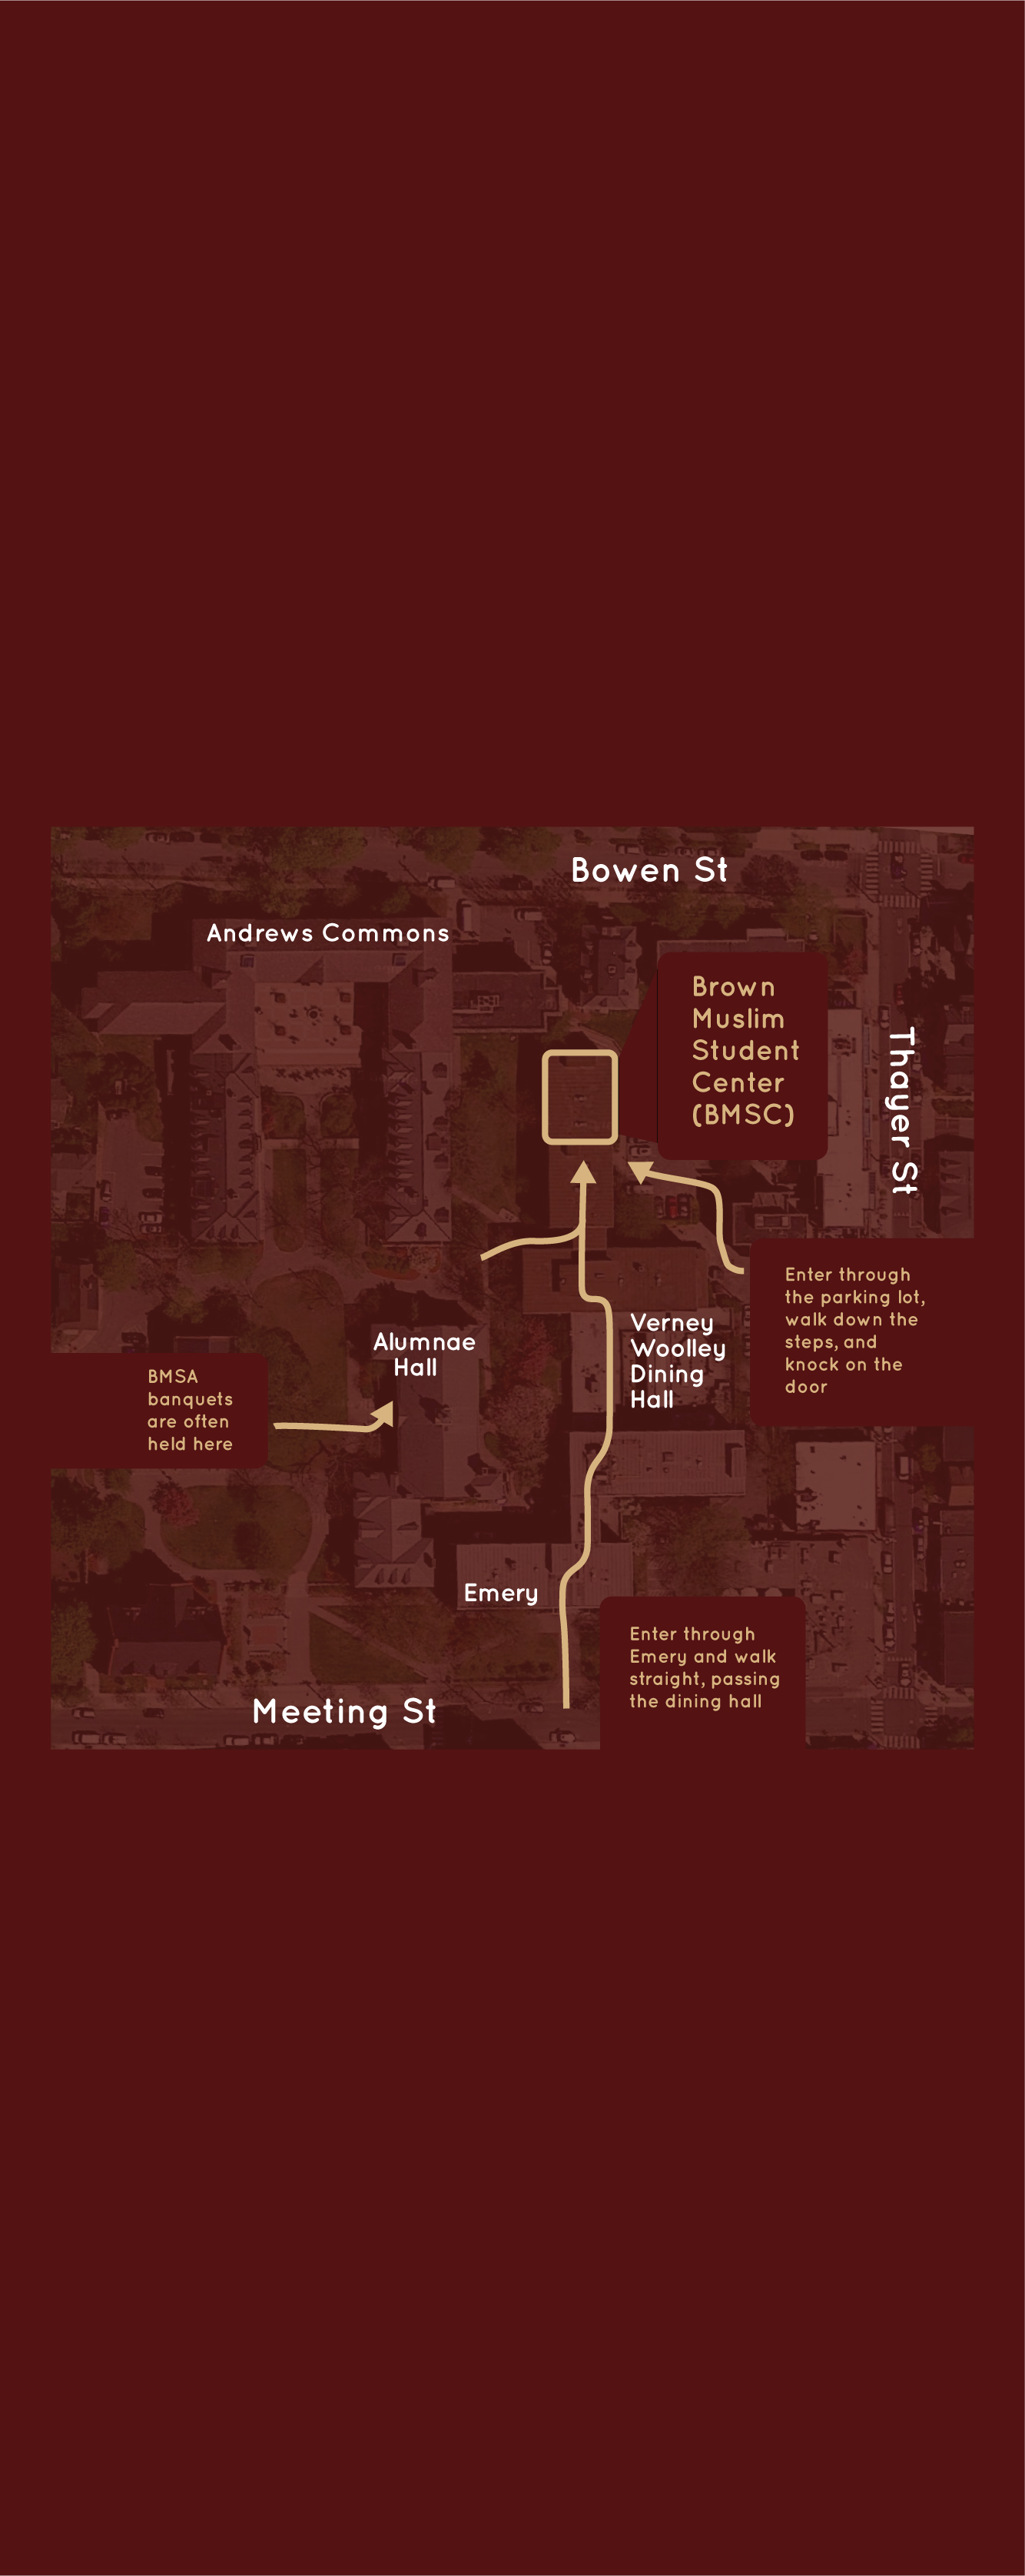 Bowen St
Andrews Commons
Brown
Muslim
Student
Center
(BMSC)
Thayer St
Enter through
the parking lot,
walk down the
steps, and
knock on the
door
Verney
Woolley
Dining
Hall
Alumnae
Hall
BMSA
banquets
are often
held here
Emery
Enter through
Emery and walk
straight, passing
the dining hall
Meeting St